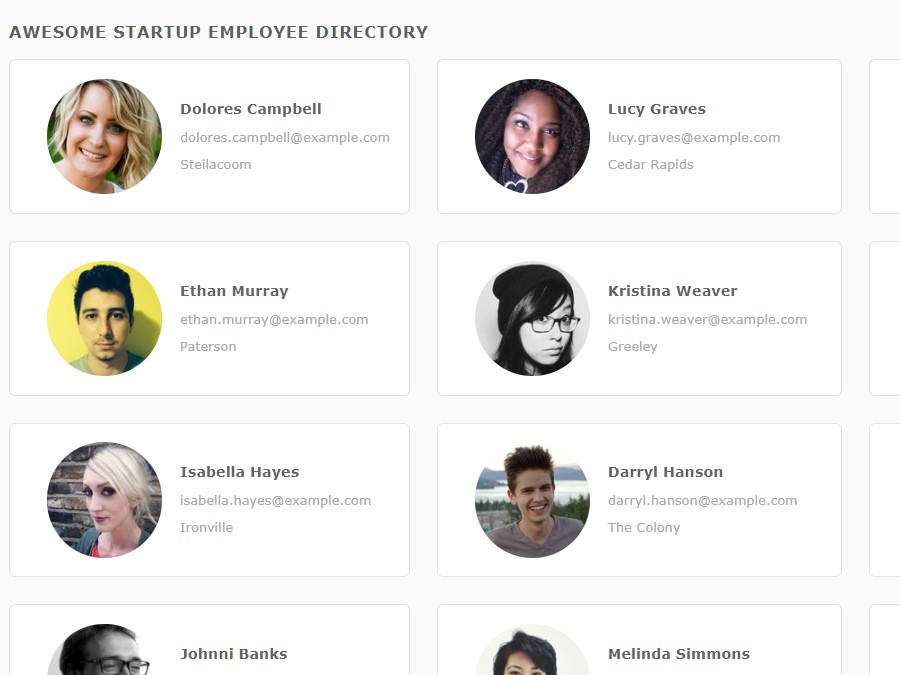 AWESOME STARTUP EMPLOYEE DIRECTORY
Dolores Campbell
dolores.campbell@example.com
Steilacoom
Lucy Graves
lucy.graves@example.com
Cedar Rapids
Ethan Murray
ethan.murray@example.com
Paterson
Kristina Weaver
kristina.weaver@example.com
Greeley
Isabella Hayes
isabella.hayes@example.com
Ironville
Darryl Hanson
darryl.hanson@example.com
The Colony
Johnni Banks
Melinda Simmons